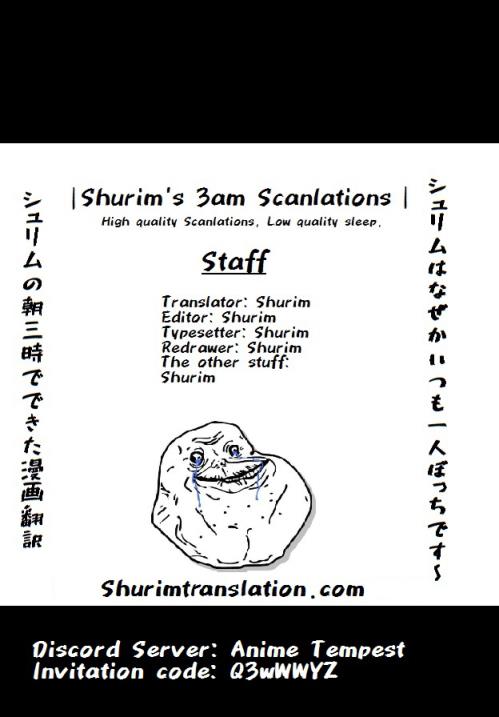 |Shurim's 3am Scanlations |
High quality Scanlations, Low quality sleep.
Staff
Translator: Shurim
Editor: Shurim
Typesetter: Shurim
Redrawer: Shurim
The other stuff:
Shurim
シュリムはなぜかいつも一人ぼっちです~
シュリムの朝三時でできた漫画翻訳
Shurimtranslation.com
Discord Server: Anime Tempest
Invitation code: Q3wWWYZ